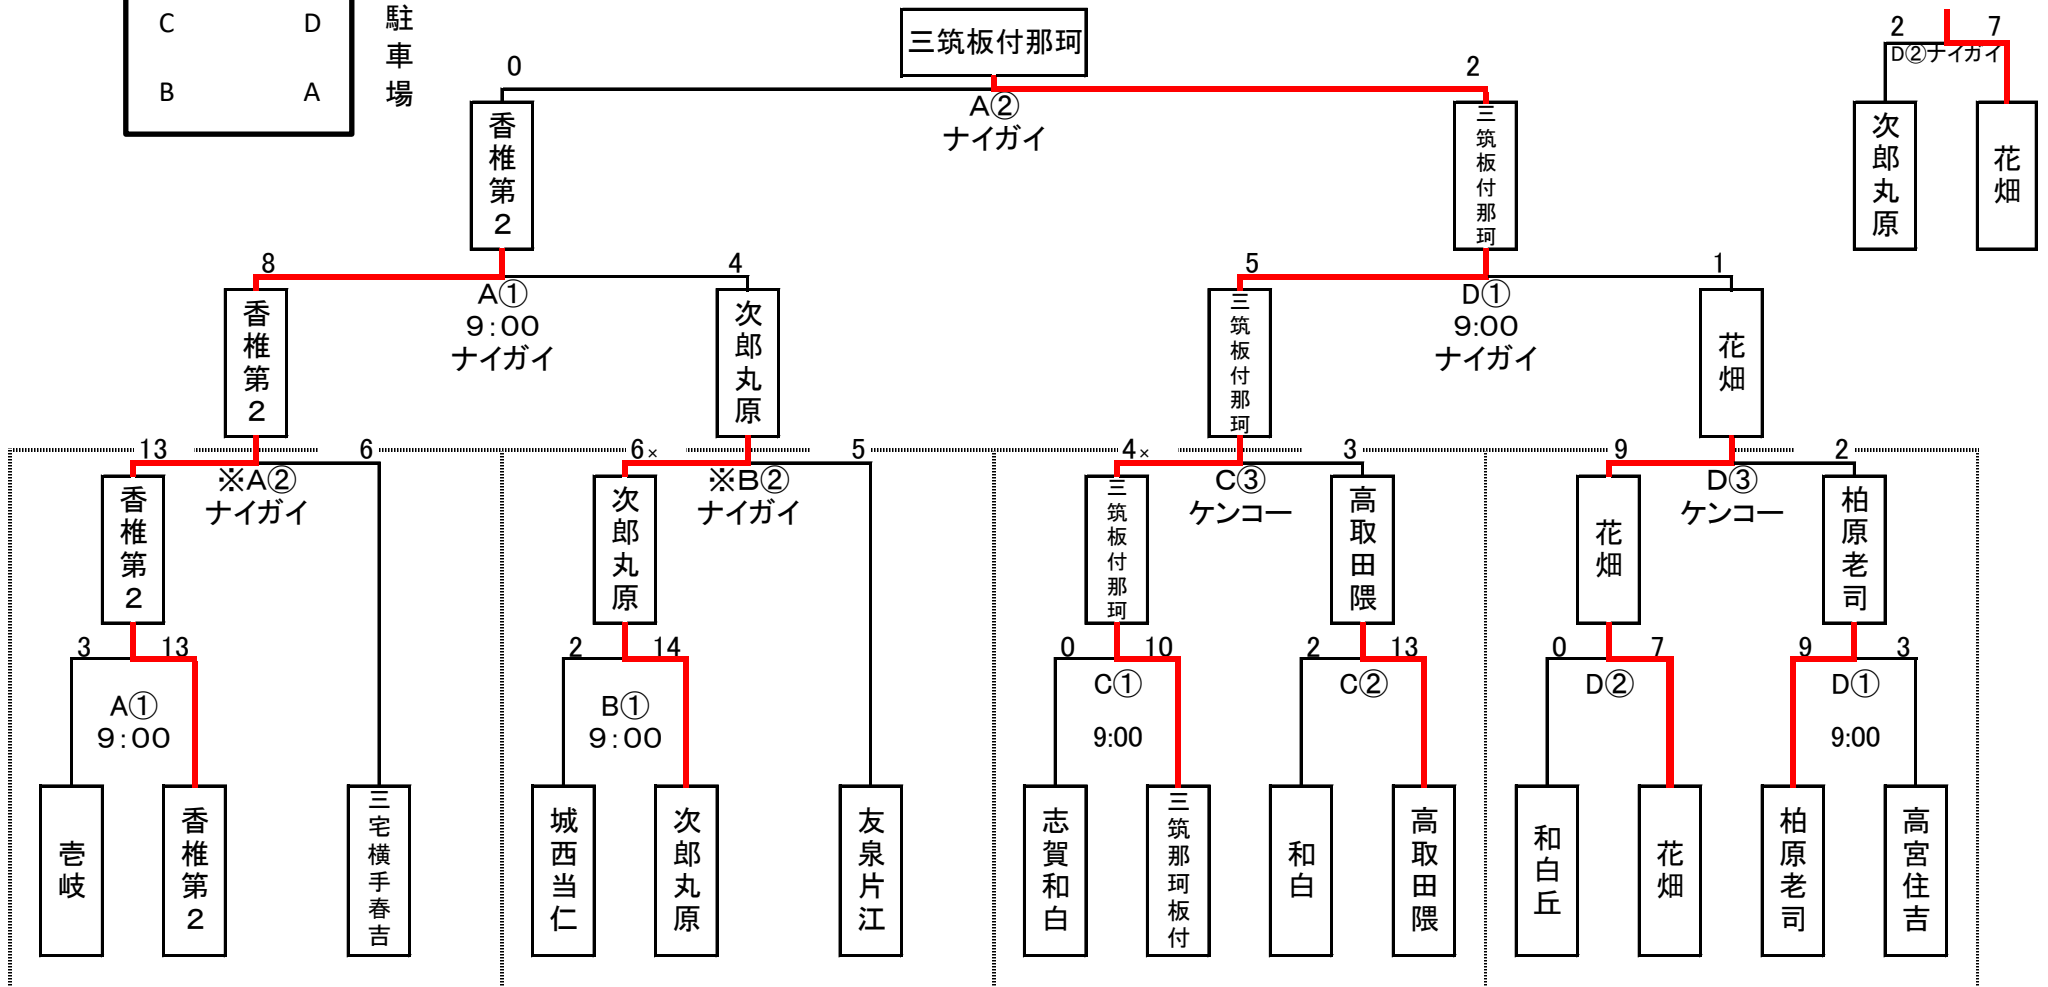 C D
B A
駐車場
三筑板付那珂
0 2
A②
ナイガイ
2 7
D②ナイガイ
次郎丸原
花畑
香椎第2
三筑板付那珂
8 4
A①
9:00
ナイガイ
5 1
D①
9:00
ナイガイ
香椎第2
次郎丸原
三筑板付那珂
花畑
13 6
※A②
ナイガイ
6× 5
※B②
ナイガイ
4× 3
C③
ケンコー
9 2
D③
ケンコー
香椎第2
次郎丸原
三筑板付那珂
高取田隈
花畑
柏原老司
3 13
A①
9:00
2 14
B①
9:00
0 10
C①
9:00
2 13
C②
0 7
D②
9 3
D①
9:00
壱岐
香椎第2
三宅横手春吉
城西当仁
次郎丸原
友泉片江
志賀和白
三筑那珂板付
和白
高取田隈
和白丘
花畑
柏原老司
高宮住吉